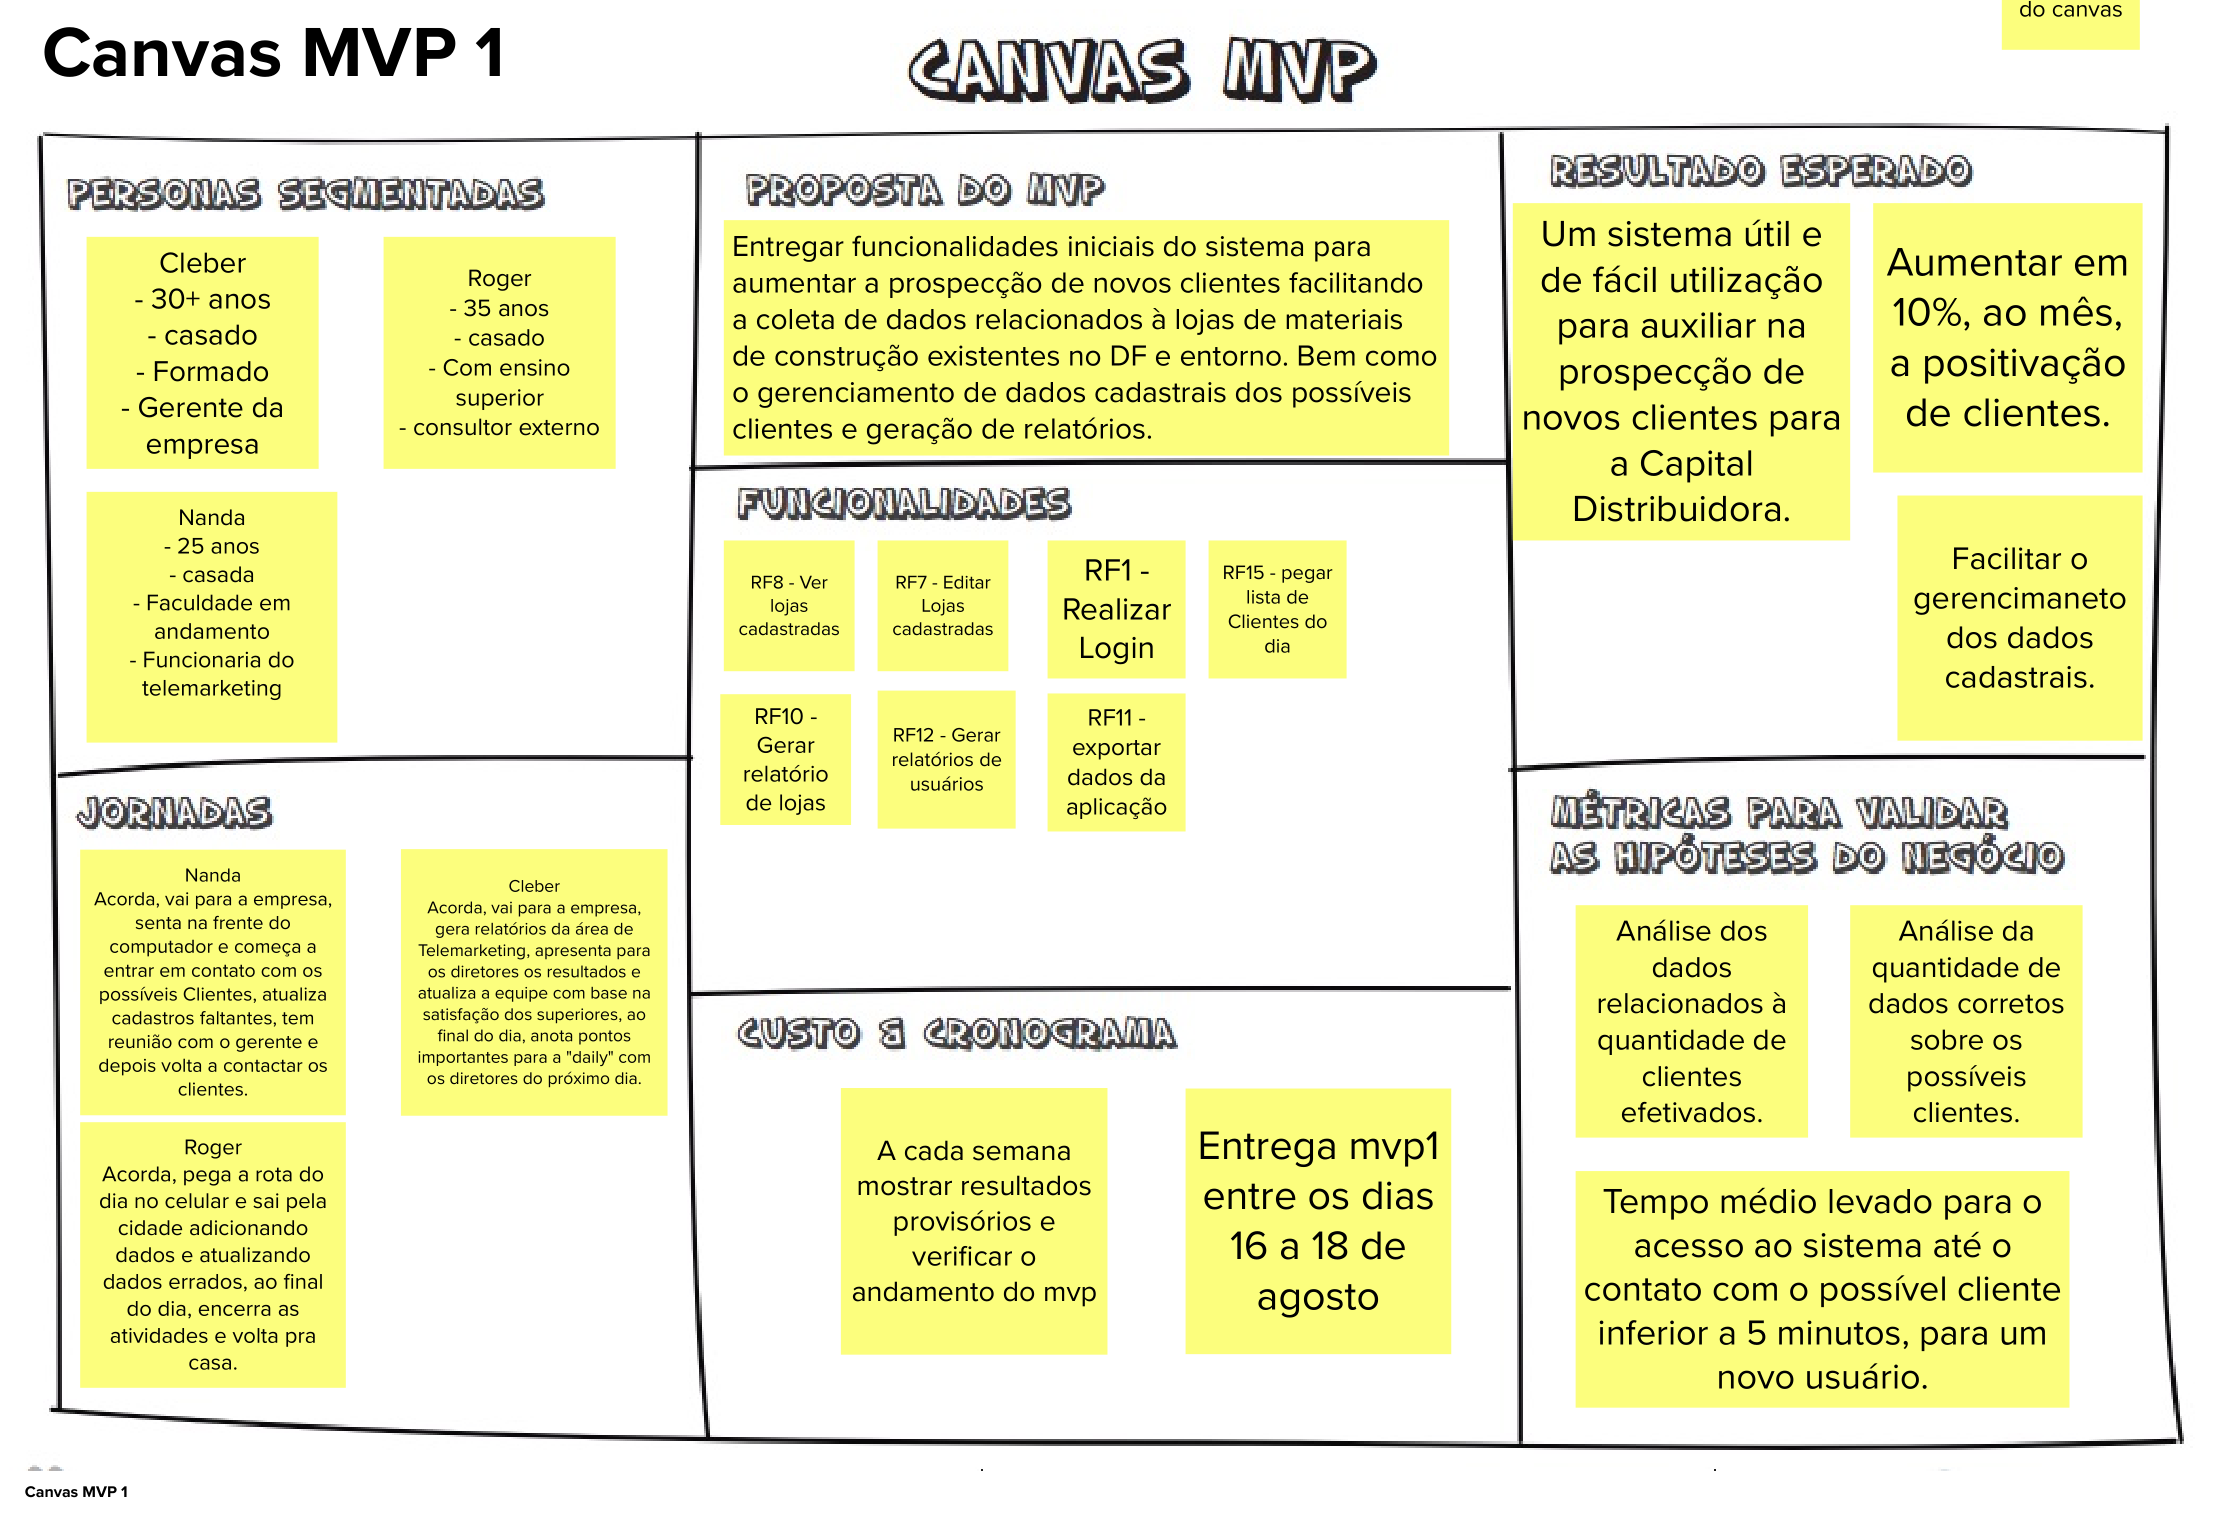 do canvas
Canvas MVP 1
CANVAS MVP
PERSONAS SEGMENTADAS
Cleber
- 30+ anos
- casado
- Formado
- Gerente da
empresa
Roger
- 35 anos
- casado
- Com ensino
superior
- consultor externo
Nanda
- 25 anos
- casada
- Faculdade em
andamento
- Funcionaria do
telemarketing
PROPOSTA DO MVP
Entregar funcionalidades iniciais do sistema para
aumentar a prospecção de novos clientes facilitando
a coleta de dados relacionados à lojas de materiais
de construção existentes no DF e entorno. Bem como
o gerenciamento de dados cadastrais dos possíveis
clientes e geração de relatórios.
RESULTADO ESPERADO
Um sistema útil e
de fácil utilização
para auxiliar na
prospecção de
novos clientes para
a Capital
Distribuidora.
Aumentar em
10%, ao mês,
a positivação
de clientes.
Facilitar o
gerencimaneto
dos dados
cadastrais.
FUNCIONALIDADES
RF8 - Ver
lojas
cadastradas
RF7 - Editar
Lojas
cadastradas
RF1 -
Realizar
Login
RF15 - pegar
lista de
Clientes do
dia
RF10 -
Gerar
relatório
de lojas
RF12 - Gerar
relatórios de
usuários
RF11 -
exportar
dados da
aplicação
JORNADAS
Nanda
Acorda, vai para a empresa,
senta na frente do
computador e começa a
entrar em contato com os
possíveis Clientes, atualiza
cadastros faltantes, tem
reunião com o gerente e
depois volta a contactar os
clientes.
Cleber
Acorda, vai para a empresa,
gera relatórios da área de
Telemarketing, apresenta para
os diretores os resultados e
atualiza a equipe com base na
satisfação dos superiores, ao
final do dia, anota pontos
importantes para a "daily" com
os diretores do próximo dia.
Roger
Acorda, pega a rota do
dia no celular e sai pela
cidade adicionando
dados e atualizando
dados errados, ao final
do dia, encerra as
atividades e volta pra
casa.
CUSTO & CRONOGRAMA
A cada semana
mostrar resultados
provisórios e
verificar o
andamento do mvp
Entrega mvp1
entre os dias
16 a 18 de
agosto
MÉTRICAS PARA VALIDAR
AS HIPÓTESES DO NEGÓCIO
Análise dos
dados
relacionados à
quantidade de
clientes
efetivados.
Análise da
quantidade de
dados corretos
sobre os
possíveis
clientes.
Tempo médio levado para o
acesso ao sistema até o
contato com o possível cliente
inferior a 5 minutos, para um
novo usuário.
Canvas MVP 1